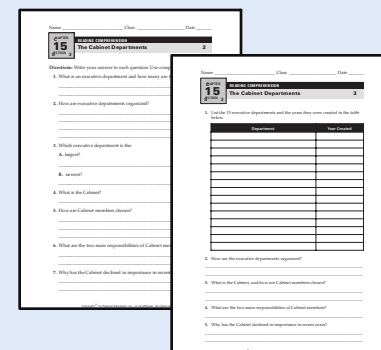 Name Class Date
CHAPTER
15
SECTION 2
READING COMPREHENSION
The Cabinet Departments 2
Directions: Write your answer to each question. Use comp
1. What is an executive department and how many are t
2. How are executive departments organized?
3. Which executive department is the
A. largest?
B. newest?
4. What is the Cabinet?
5. How are Cabinet members chosen?
6. What are the two main responsibilities of Cabinet mem
7. Why has the Cabinet declined in importance in recent
Name Class Date
CHAPTER
15
SECTION
READING COMPREHENSION
The Cabinet Departments 3
1. List the 15 executive departments and the years they were created in the table
below.
Department Year Created
2. How are the executive departments organized?
3. What is the Cabinet, and how are Cabinet members chosen?
4. What are the two main responsibilities of Cabinet members?
5. Why has the Cabinet declined in importance in recent years?